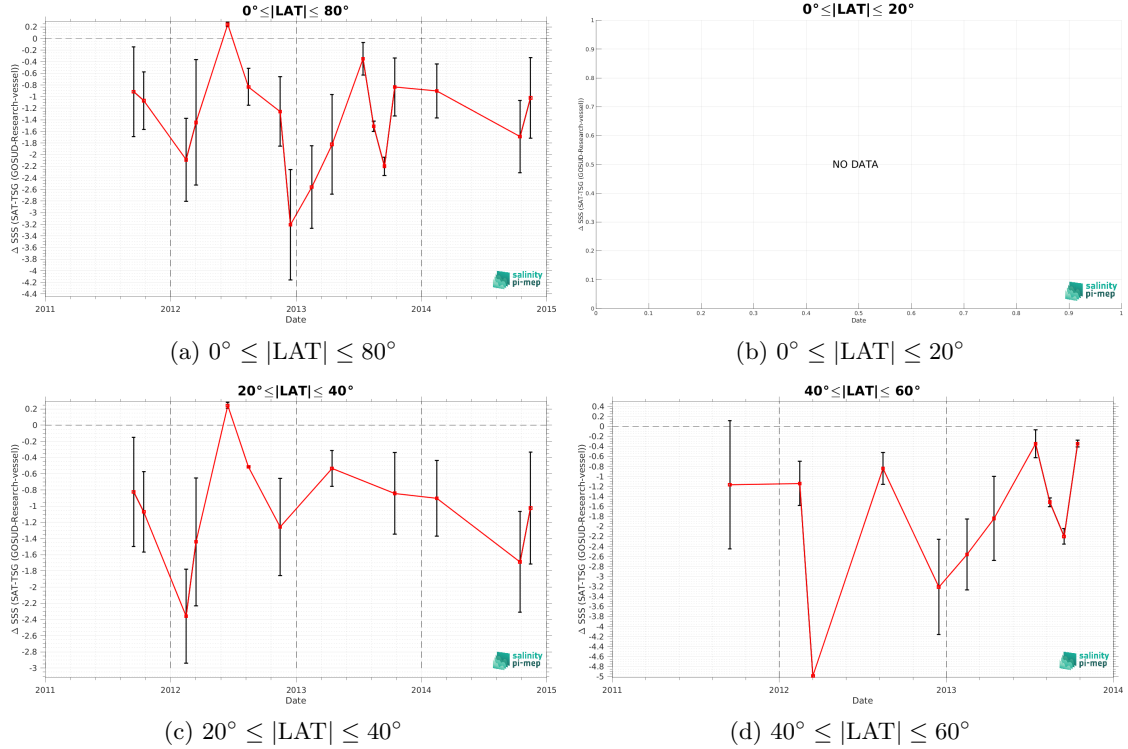 0°≤|LAT|≤ 80°
Δ SSS (SAT-TSG (GOSUD-Research-vessel))
0.2
0
-0.2
-0.4
-0.6
-0.8
-1
-1.2
-1.4
-1.6
-1.8
-2
-2.2
-2.4
-2.6
-2.8
-3
-3.2
-3.4
-3.6
-3.8
-4
-4.2
-4.4
2011 2012 2013 2014 2015
Date
salinity
pi-mep
(a) 0° ≤ |LAT| ≤ 80°
0°≤|LAT|≤ 20°
Δ SSS (SAT-TSG (GOSUD-Research-vessel))
1
0.9
0.8
0.7
0.6
0.5
0.4
0.3
0.2
0.1
0
NO DATA
0 0.1 0.2 0.3 0.4 0.5 0.6 0.7 0.8 0.9 1
Date
salinity
pi-mep
(b) 0° ≤ |LAT| ≤ 20°
20°≤|LAT|≤ 40°
Δ SSS (SAT-TSG (GOSUD-Research-vessel))
0.2
0
-0.2
-0.4
-0.6
-0.8
-1
-1.2
-1.4
-1.6
-1.8
-2
-2.2
-2.4
-2.6
-2.8
-3
2011 2012 2013 2014 2015
Date
salinity
pi-mep
(c) 20° ≤ |LAT| ≤ 40°
40°≤|LAT|≤ 60°
Δ SSS (SAT-TSG (GOSUD-Research-vessel))
0.4
0.2
0
-0.2
-0.4
-0.6
-0.8
-1
-1.2
-1.4
-1.6
-1.8
-2
-2.2
-2.4
-2.6
-2.8
-3
-3.2
-3.4
-3.6
-3.8
-4
-4.2
-4.4
-4.6
-4.8
-5
2011 2012 2013 2014
Date
salinity
pi-mep
(d) 40° ≤ |LAT| ≤ 60°